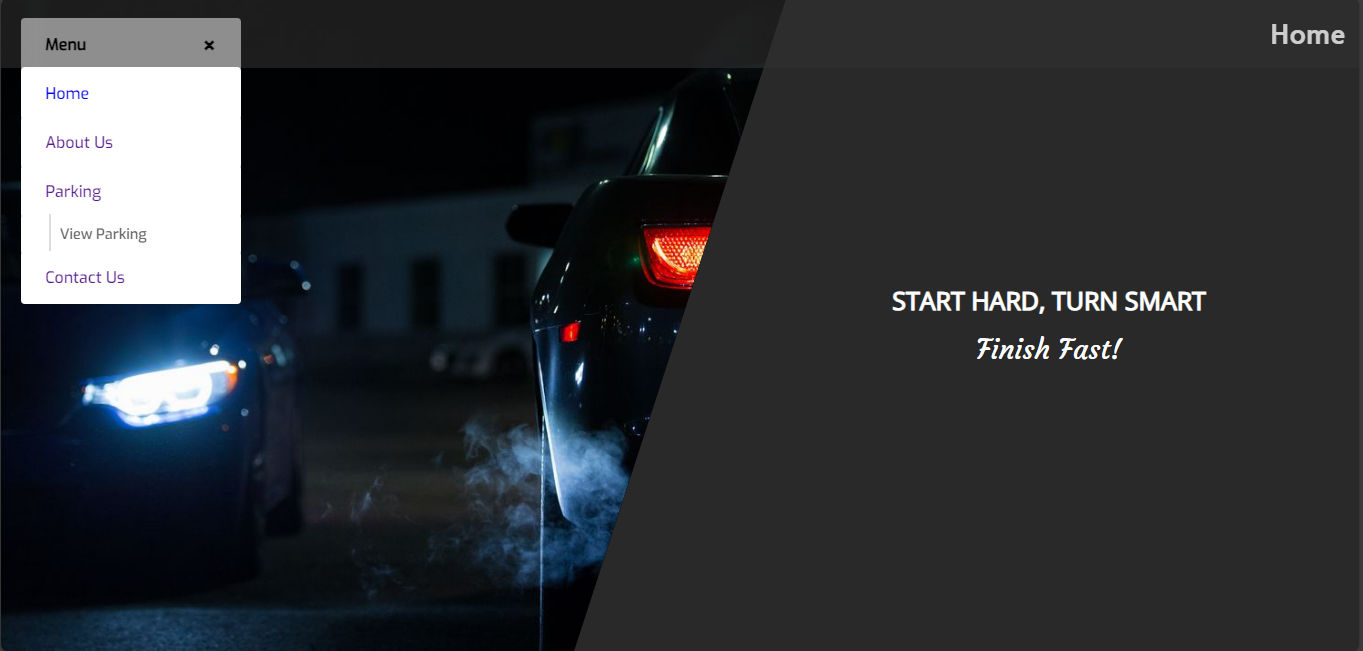 Menu ×
Home
Home
About Us
Parking
View Parking
Contact Us
START HARD, TURN SMART
Finish Fast!